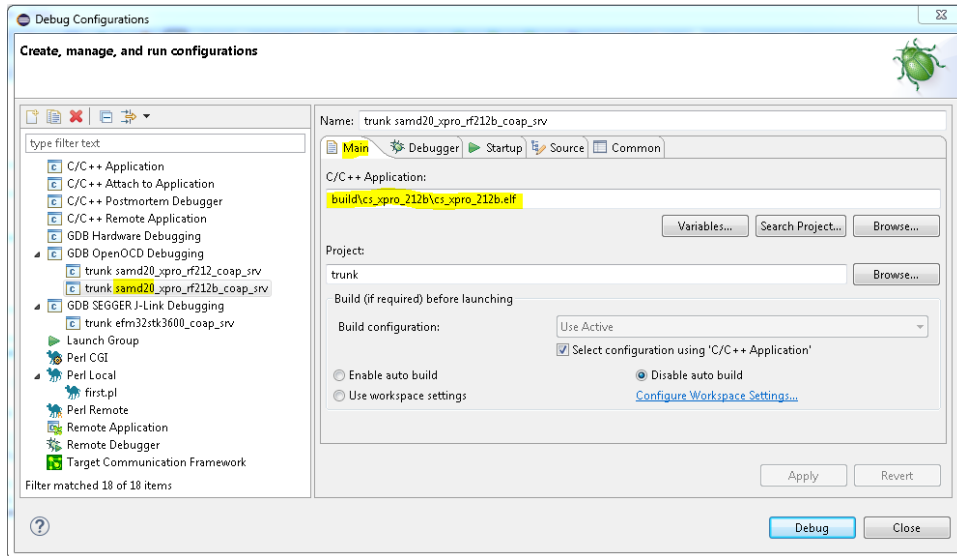 Debug Configurations
Create, manage, and run configurations
type filter text
C/C++ Application
C/C++ Attach to Application
C/C++ Postmortem Debugger
C/C++ Remote Application
GDB Hardware Debugging
GDB OpenOCD Debugging
trunk samd20_xpro_rf212_coap_srv
trunk samd20_xpro_rf212b_coap_srv
GDB SEGGER J-Link Debugging
trunk efm32stk3600_coap_srv
Launch Group
Perl CGI
Perl Local
first.pl
Perl Remote
Remote Application
Remote Debugger
Target Communication Framework
Filter matched 18 of 18 items
Name: trunk samd20_xpro_rf212b_coap_srv
Main Debugger Startup Source Common
C/C++ Application:
build\cs_xpro_212b\cs_xpro_212b.elf
Variables... Search Project... Browse...
Project:
trunk Browse...
Build (if required) before launching
Build configuration: Use Active
Select configuration using 'C/C++ Application'
Enable auto build Disable auto build
Use workspace settings Configure Workspace Settings...
Apply Revert
? Debug Close